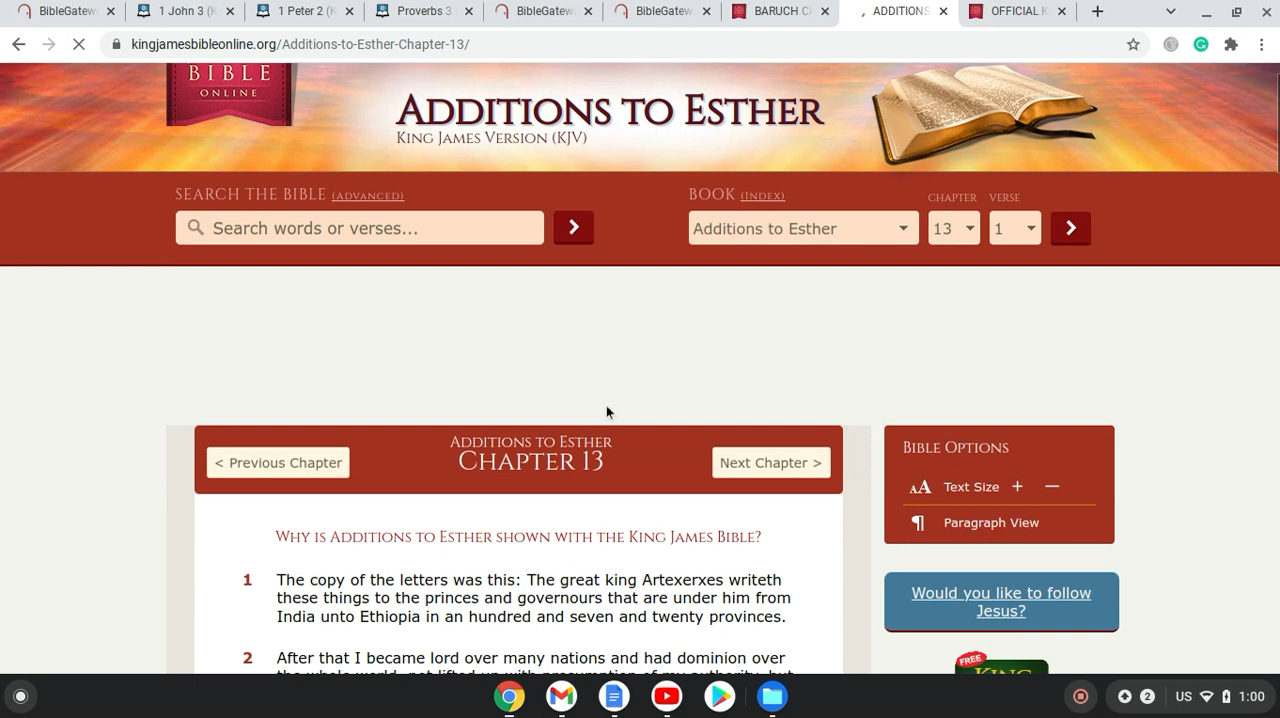 BibleGatew
1 John 3 (K
1 Peter 2 (K
Proverbs 3
BibleGatew
BibleGatew
BARUCH C
ADDITIONS
OFFICIAL K
kingjamesbibleonline.org/Additions-to-Esther-Chapter-13/
BIBLE
ONLINE
ADDITIONS TO ESTHER
KING JAMES VERSION (KJV)
SEARCH THE BIBLE (ADVANCED)
BOOK (INDEX)
CHAPTER
VERSE
Search words or verses...
Additions to Esther
13
1
< Previous Chapter
ADDITIONS TO ESTHER
CHAPTER 13
Next Chapter >
WHY IS ADDITIONS TO ESTHER SHOWN WITH THE KING JAMES BIBLE?
1 The copy of the letters was this: The great king Artexerxes writeth
these things to the princes and governours that are under him from
India unto Ethiopia in an hundred and seven and twenty provinces.
2 After that I became lord over many nations and had dominion over
BIBLE OPTIONS
AA Text Size + −
¶ Paragraph View
Would you like to follow
Jesus?
FREE
2
US
1:00